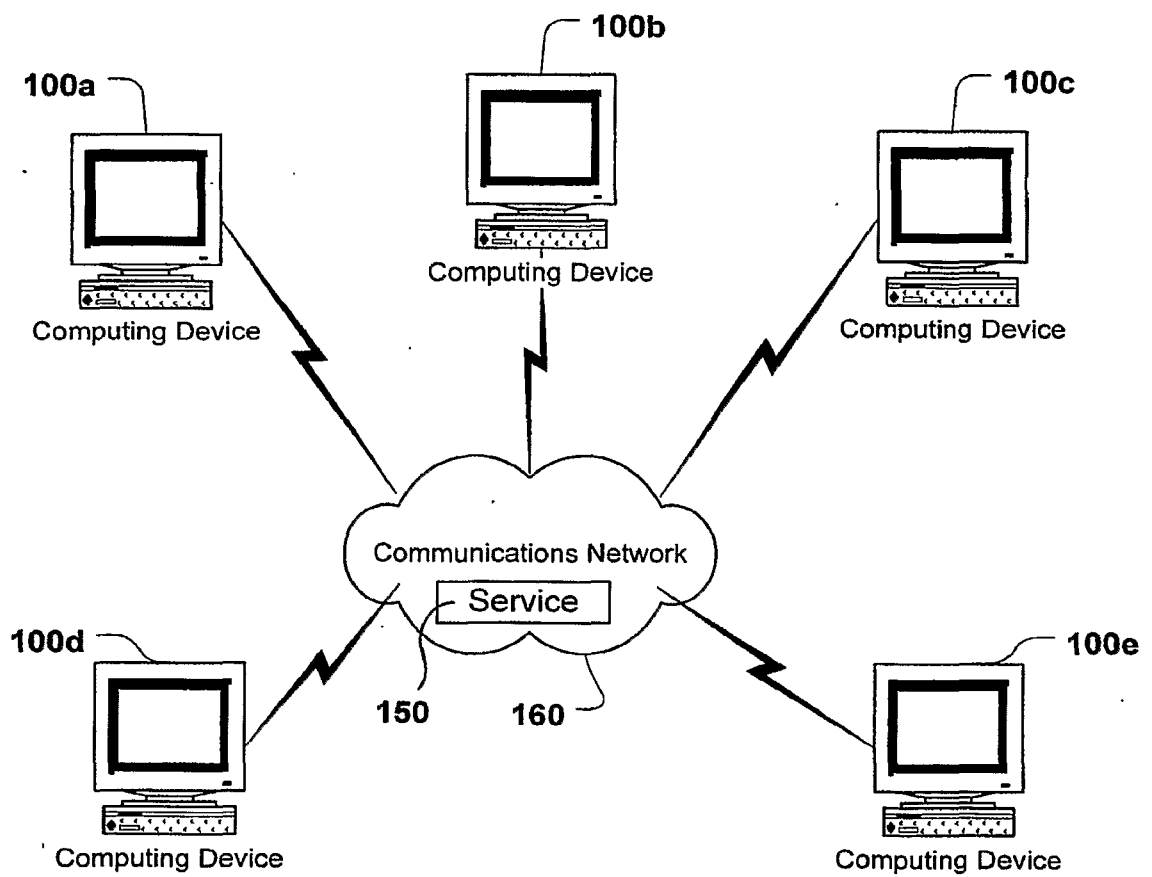 100b
100a
100c
Computing Device
Computing Device
Computing Device
Communications Network
Service
100d
100e
150
160
Computing Device
Computing Device